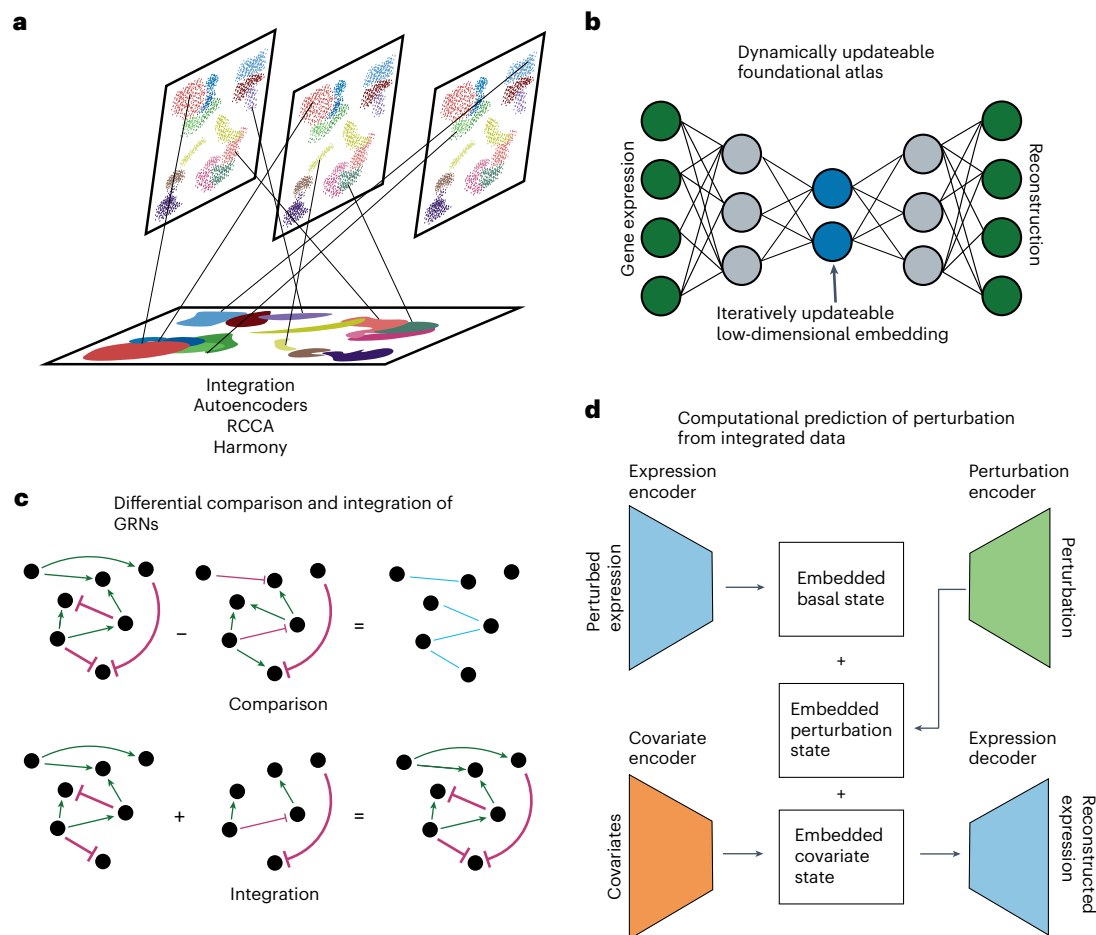 a
Integration
Autoencoders
RCCA
Harmony
b
Dynamically updateable
foundational atlas
Gene expression
Reconstruction
Iteratively updateable
low-dimensional embedding
c
Differential comparison and integration of
GRNs
–
=
Comparison
+
=
Integration
d
Computational prediction of perturbation
from integrated data
Expression
encoder
Perturbation
encoder
Perturbed
expression
Embedded
basal state
Perturbation
+
Embedded
perturbation
state
Covariate
encoder
Expression
decoder
+
Covariates
Embedded
covariate
state
Reconstructed
expression